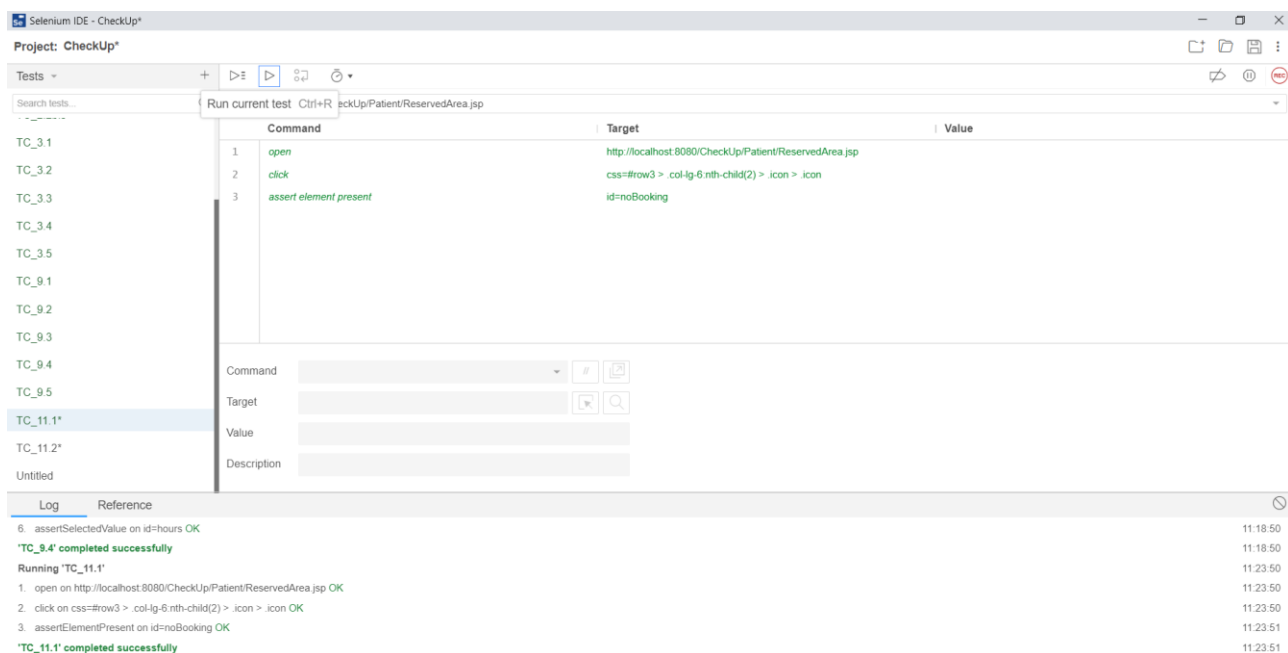 Selenium IDE - CheckUp*
Project: CheckUp*
Tests
Search tests...
Run current test Ctrl+R
eckUp/Patient/ReservedArea.jsp
Command Target Value
1 open http://localhost:8080/CheckUp/Patient/ReservedArea.jsp
2 click css=#row3 > .col-lg-6:nth-child(2) > .icon > .icon
3 assert element present id=noBooking
REC
TC_3.1
TC_3.2
TC_3.3
TC_3.4
TC_3.5
TC_9.1
TC_9.2
TC_9.3
TC_9.4
TC_9.5
TC_11.1*
TC_11.2*
Untitled
Command //
Target
Value
Description
Log Reference
6. assertSelectedValue on id=hours OK 11:18:50
'TC_9.4' completed successfully 11:18:50
Running 'TC_11.1' 11:23:50
1. open on http://localhost:8080/CheckUp/Patient/ReservedArea.jsp OK 11:23:50
2. click on css=#row3 > .col-lg-6:nth-child(2) > .icon > .icon OK 11:23:50
3. assertElementPresent on id=noBooking OK 11:23:51
'TC_11.1' completed successfully 11:23:51